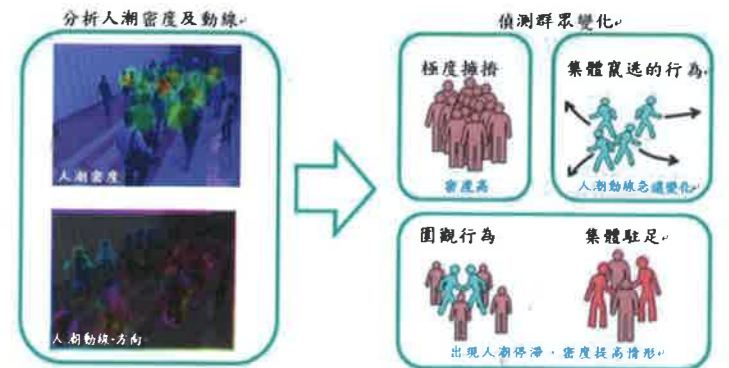 分析人潮密度及動線
人潮密度
人潮動線-方向
偵測群眾變化
極度擁擠
密度高
集體竄逃的行為
人潮動線急遽變化
圍觀行為
集體駐足
出現人潮停滯，密度提高情形